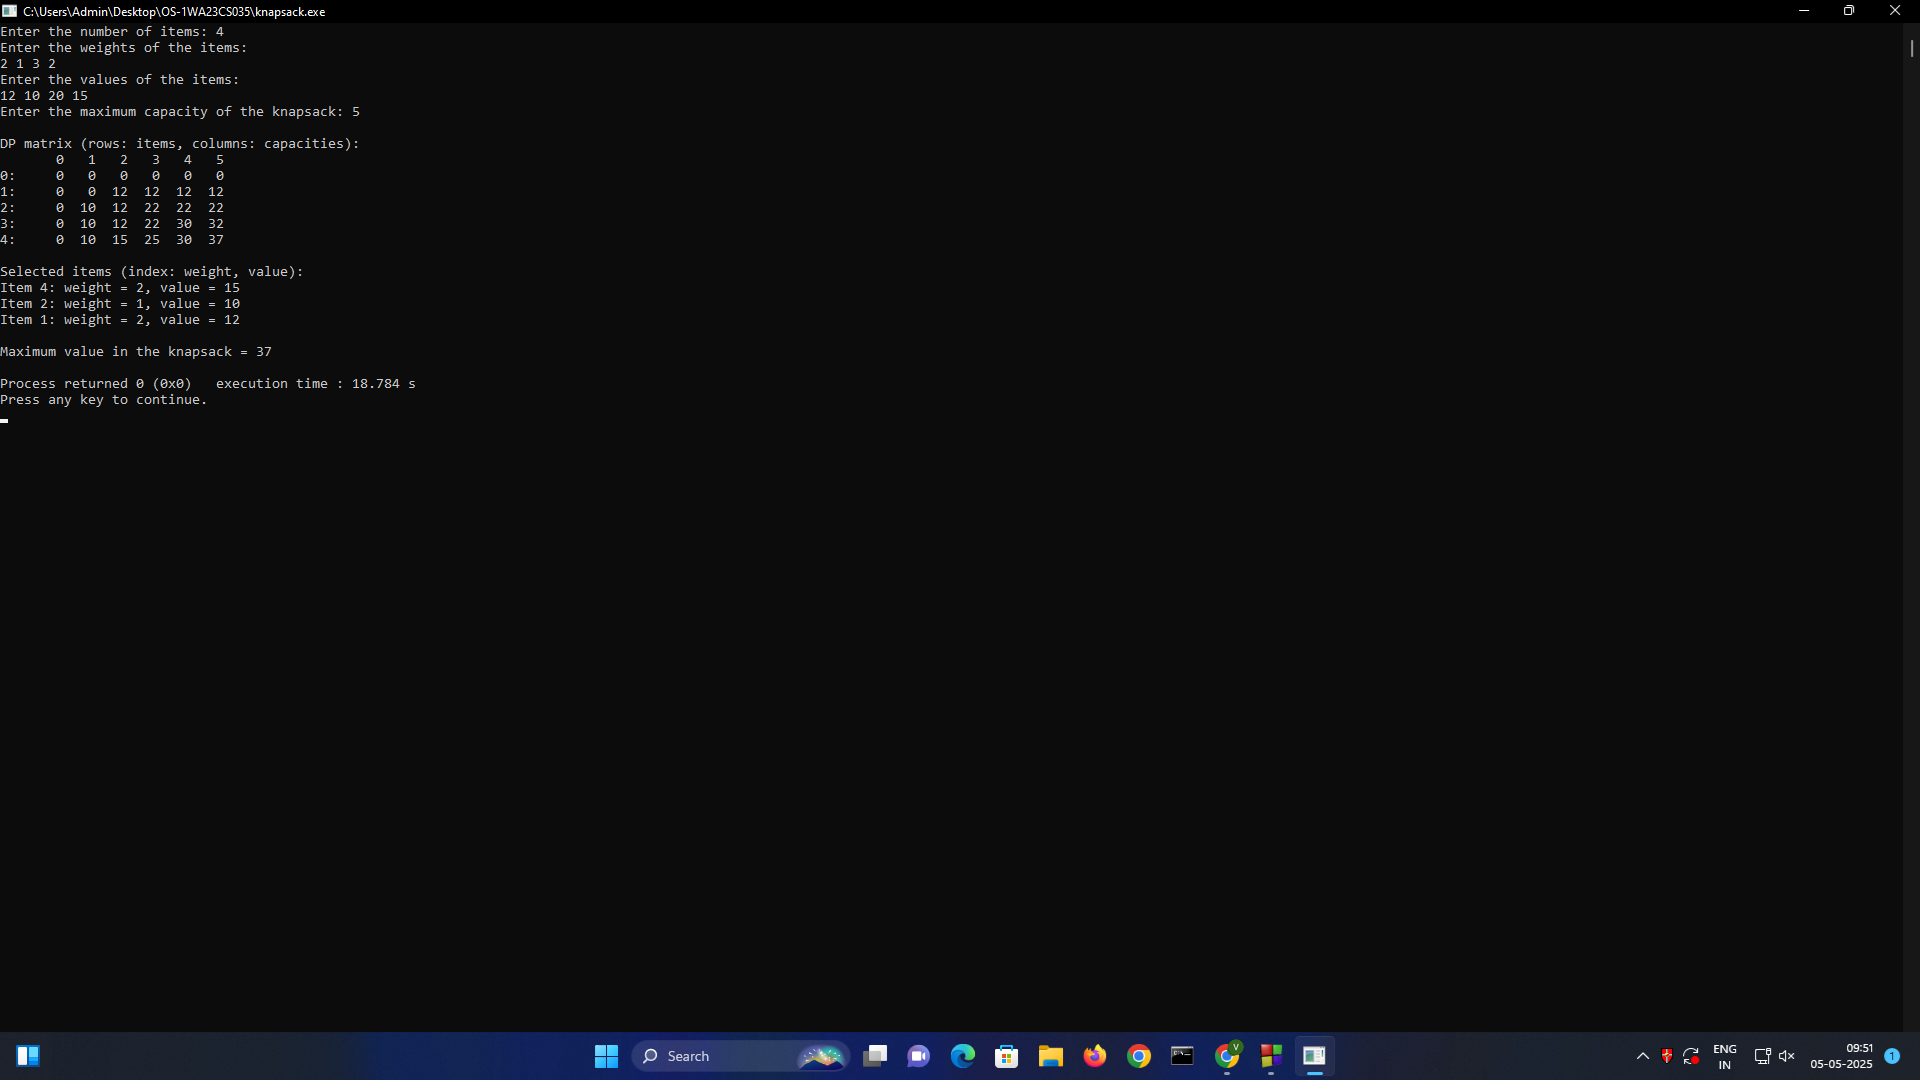 C:\Users\Admin\Desktop\OS-1WA23CS035\knapsack.exe
Enter the number of items: 4
Enter the weights of the items:
2 1 3 2
Enter the values of the items:
12 10 20 15
Enter the maximum capacity of the knapsack: 5
DP matrix (rows: items, columns: capacities):
0 1 2 3 4 5
0: 0 0 0 0 0 0
1: 0 0 12 12 12 12
2: 0 10 12 22 22 22
3: 0 10 12 22 30 32
4: 0 10 15 25 30 37
Selected items (index: weight, value):
Item 4: weight = 2, value = 15
Item 2: weight = 1, value = 10
Item 1: weight = 2, value = 12
Maximum value in the knapsack = 37
Process returned 0 (0x0)   execution time : 18.784 s
Press any key to continue.
Search
V
ENG
IN
09:51
05-05-2025
1